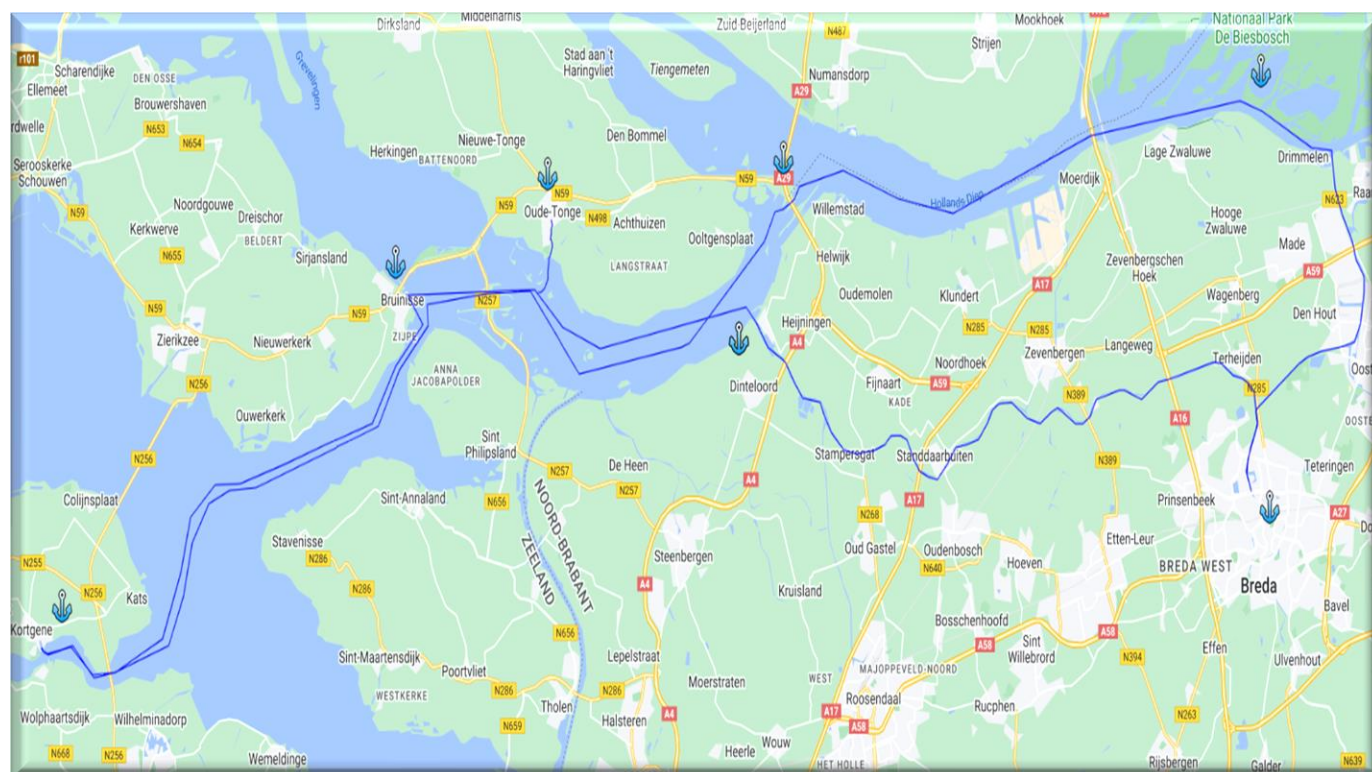 Dirksland
Middelharnis
Zuid-Beijerland
N487
Mookhoek
Nationaal Park
De Biesbosch
Strijen
r101
Scharendijke
Ellemeet
DEN OSSE
Brouwershaven
Grevelingen
Stad aan 't
Haringvliet
Tiengemeten
Numansdorp
A29
N653
N654
Nieuwe-Tonge
Den Bommel
Herkingen
BATTENOORD
Lage Zwaluwe
Drimmelen
Serooskerke
Schouwen
N59
N59
N59
A29
Moerdijk
Hollands Diep
Willemstad
N623
Noordgouwe
Dreischor
Kerkwerve
BELDERT
N59
Oude-Tonge
N498
Achthuizen
Ooltgensplaat
Hooge
Zwaluwe
Made
N655
Sirjansland
LANGSTRAAT
Helwijk
Zevenbergschen
Hoek
A59
A17
Oudemolen
Klundert
Wagenberg
N59
N59
Bruinisse
N257
Den Hout
Zierikzee
Nieuwerkerk
ZIJPE
Heijningen
A4
N285
N285
Langeweg
Terheijden
Noordhoek
Zevenbergen
ANNA
JACOBAPOLDER
N256
Dinteloord
Fijnaart
KADE
A59
N389
N285
Ouwerkerk
A16
Sint
Philipsland
N256
Stampersgat
Standdaarbuiten
De Heen
N257
N257
N389
Teteringen
A4
Colijnsplaat
Sint-Annaland
N656
NOORD-BRABANT
ZEELAND
A17
Prinsenbeek
N268
A27
Stavenisse
N286
Steenbergen
Oud Gastel
Oudenbosch
Etten-Leur
N255
N256
Kats
N286
A4
Kruisland
N640
Hoeven
BREDA WEST
Breda
Bavel
Kortgene
N656
Bosschenhoofd
A58
A58
Sint
Willebrord
Effen
N394
Ulvenhout
Sint-Maartensdijk
Poortvliet
Lepelstraat
MAJOPPEVELD-NOORD
WESTKERKE
N286
N286
Moerstraten
WEST
Roosendaal
Rucphen
Wolphaartsdijk
Wilhelminadorp
Tholen
N659
Halsteren
A4
A17
A58
N263
N668
N256
Wemeldinge
Heerle
Wouw
HET HOLLE
Rijsbergen
Galder
N639